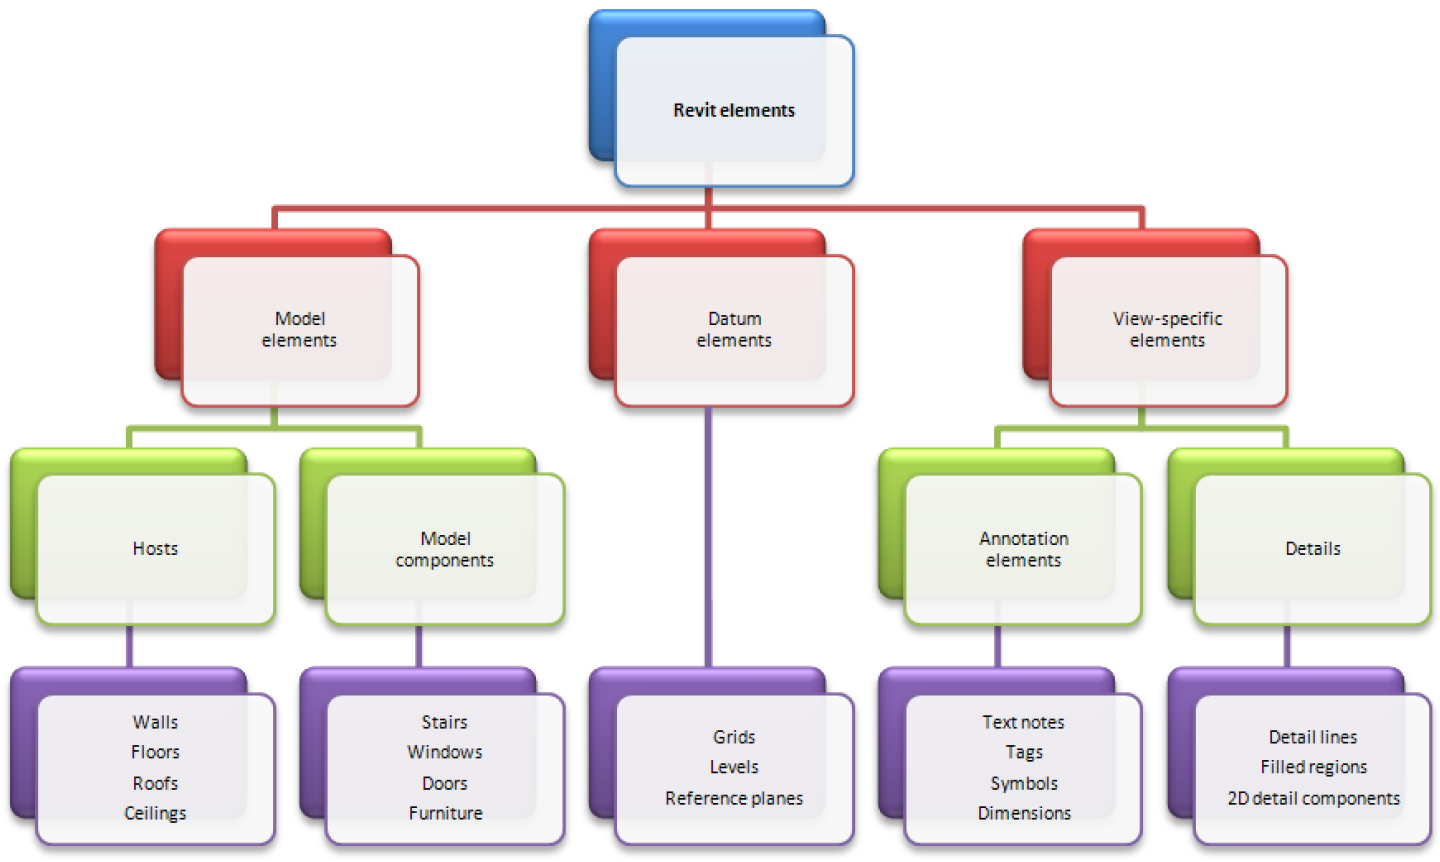 Revit elements
Model
elements
Datum
elements
View-specific
elements
Hosts
Model
components
Annotation
elements
Details
Walls
Floors
Roofs
Ceilings
Stairs
Windows
Doors
Furniture
Grids
Levels
Reference planes
Text notes
Tags
Symbols
Dimensions
Detail lines
Filled regions
2D detail components